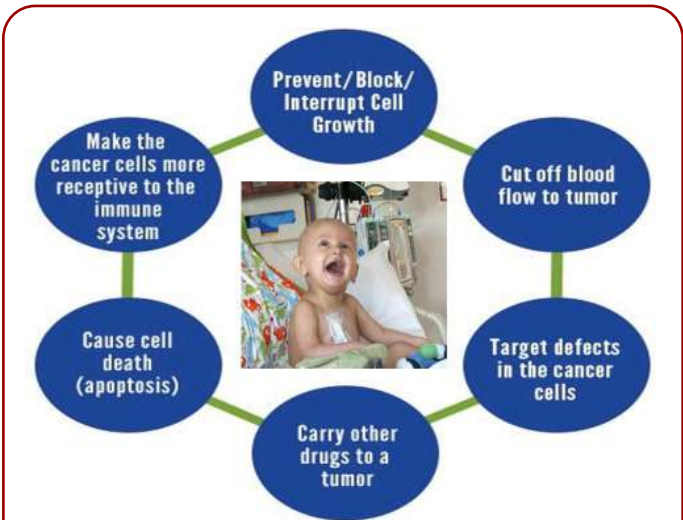 Prevent/Block/
Interrupt Cell
Growth
Cut off blood
flow to tumor
Target defects
in the cancer
cells
Carry other
drugs to a
tumor
Cause cell
death
(apoptosis)
Make the
cancer cells more
receptive to the
immune
system